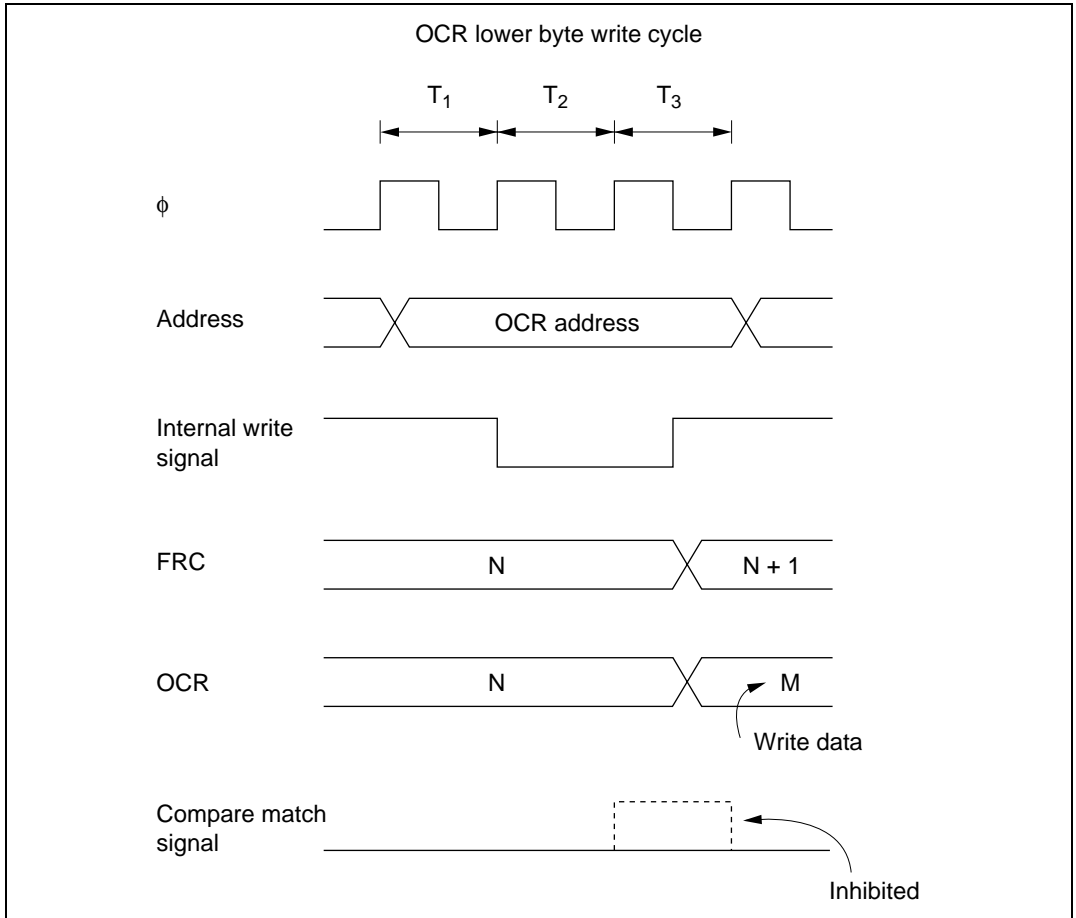 OCR lower byte write cycle
T1 T2 T3
ϕ
Address
OCR address
Internal write
signal
FRC
N
N + 1
OCR
N
M
Write data
Compare match
signal
Inhibited